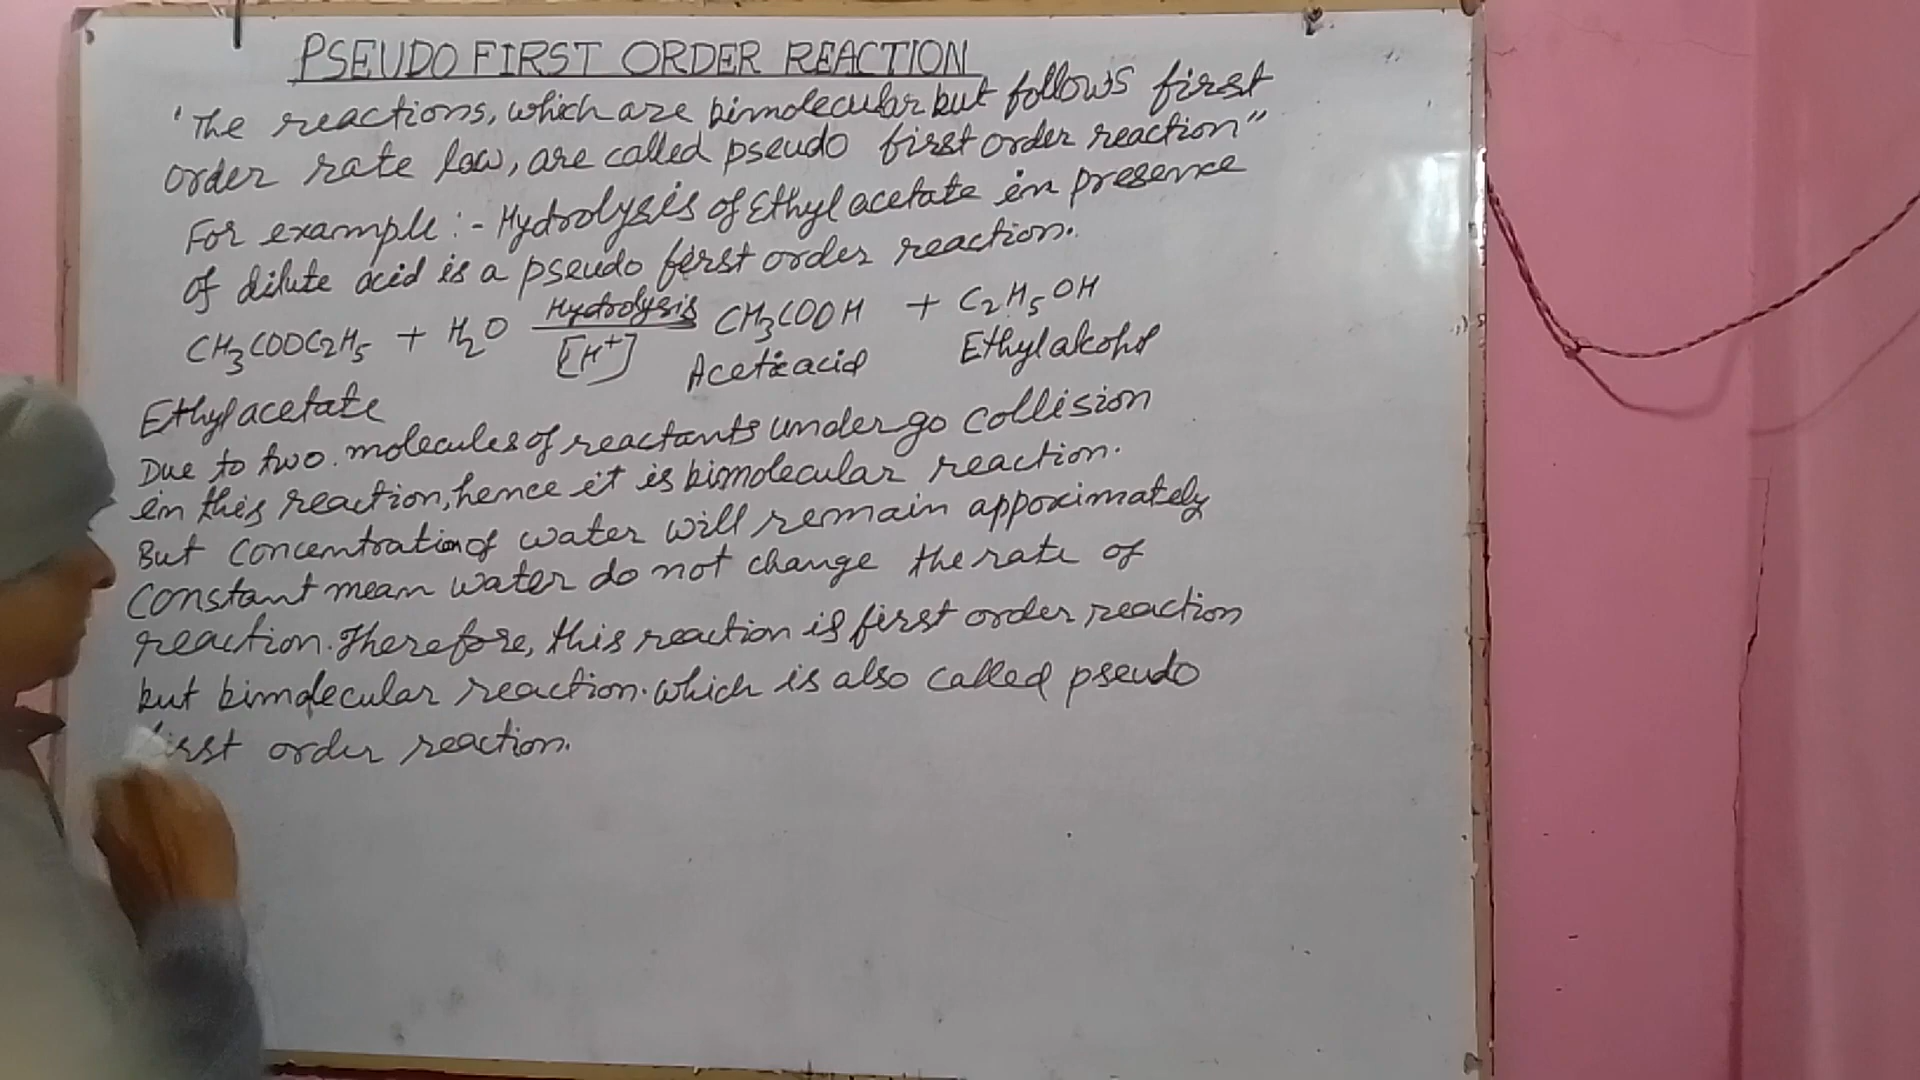 PSEUDO FIRST ORDER REACTION
"The reactions, which are bimolecular but follows first
order rate law, are called pseudo first order reaction"
For example :- Hydrolysis of Ethyl acetate in presence
of dilute acid is a pseudo first order reaction.
CH3COOC2H5 + H2O Hydrolysis [H+] CH3COOH + C2H5OH
Ethyl acetate Acetic acid Ethyl alcohol
Due to two molecules of reactants undergo collision
in this reaction, hence it is bimolecular reaction.
But concentration of water will remain appoximately
constant mean water do not change the rate of
reaction. Therefore, this reaction is first order reaction
but bimolecular reaction. which is also called pseudo
first order reaction.